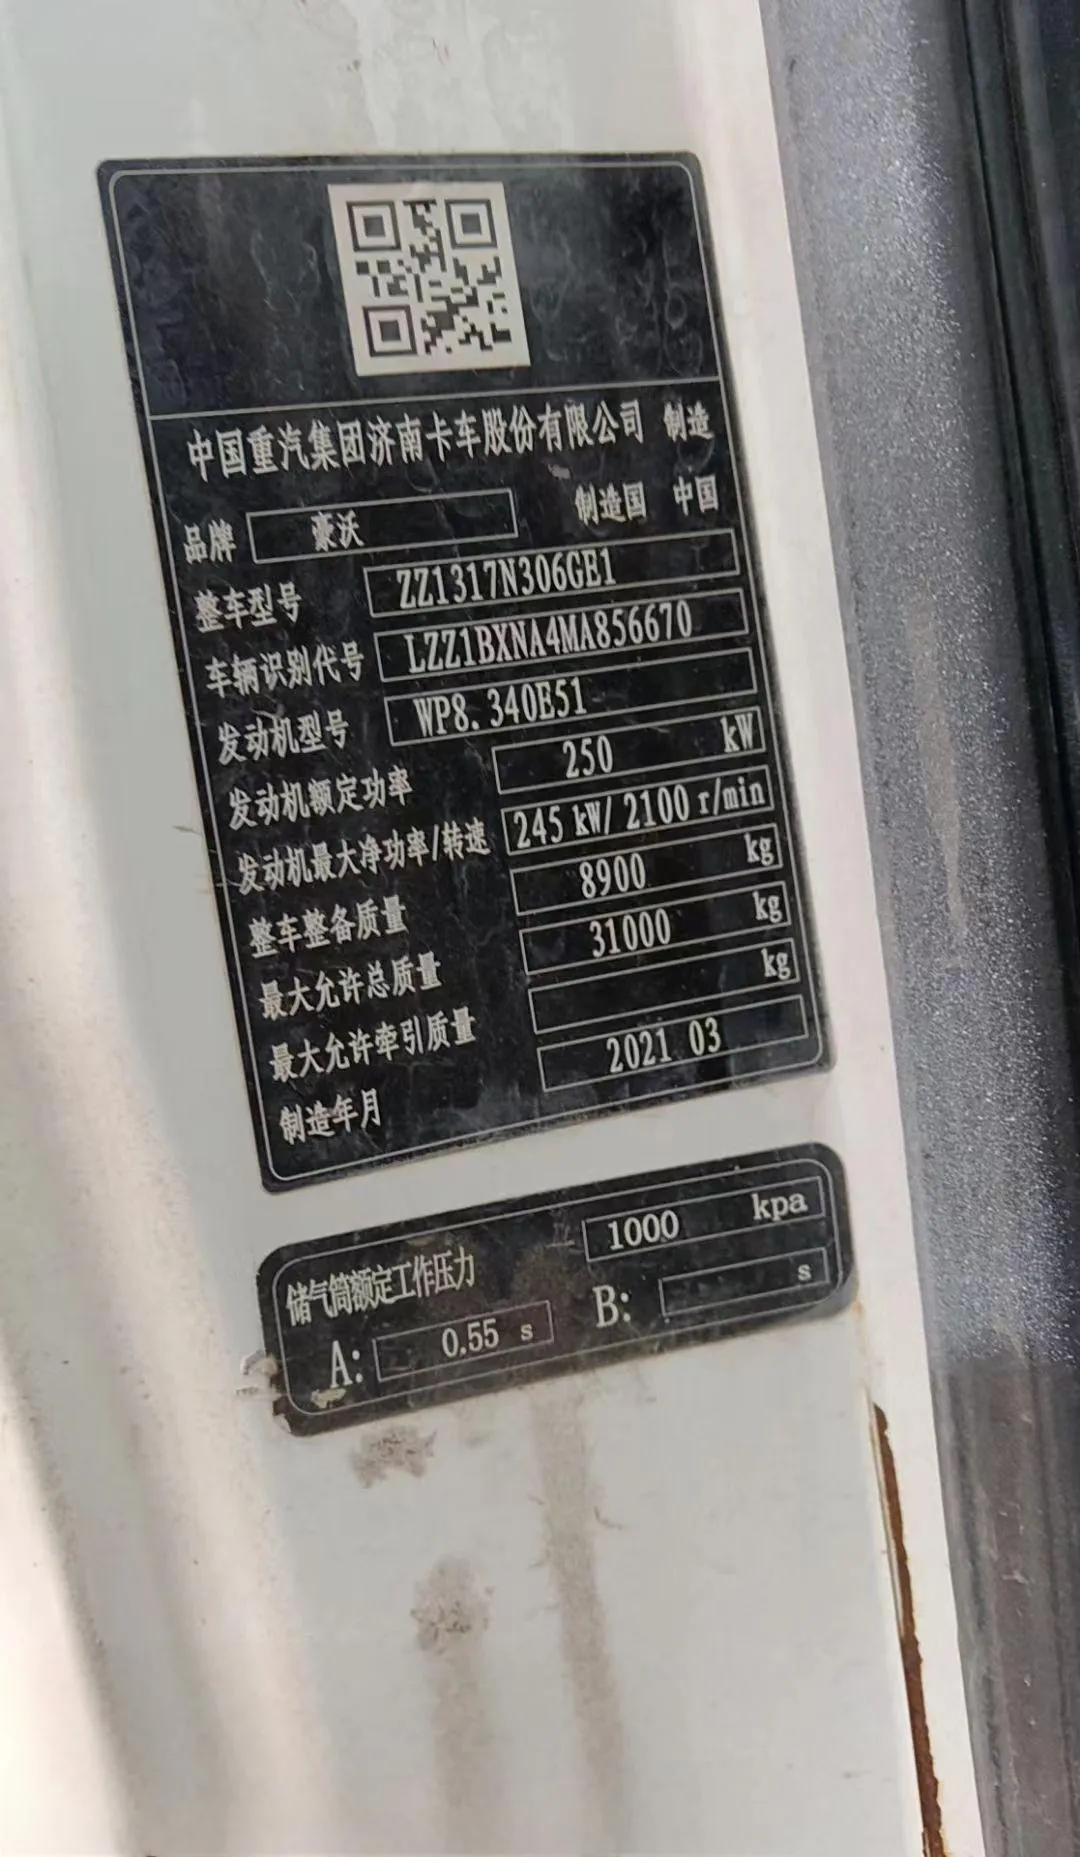 中国重汽集团济南卡车股份有限公司 制造
品牌 豪沃 制造国 中国
整车型号 ZZ1317N306GE1
车辆识别代号 LZZ1BXNA4MA856670
发动机型号 WP8.340E51
发动机额定功率 250 kW
发动机最大净功率/转速 245 kW/ 2100 r/min
整车整备质量 8900 kg
最大允许总质量 31000 kg
最大允许牵引质量 kg
制造年月 2021 03
储气筒额定工作压力 1000 kpa
A: 0.55 s B: s